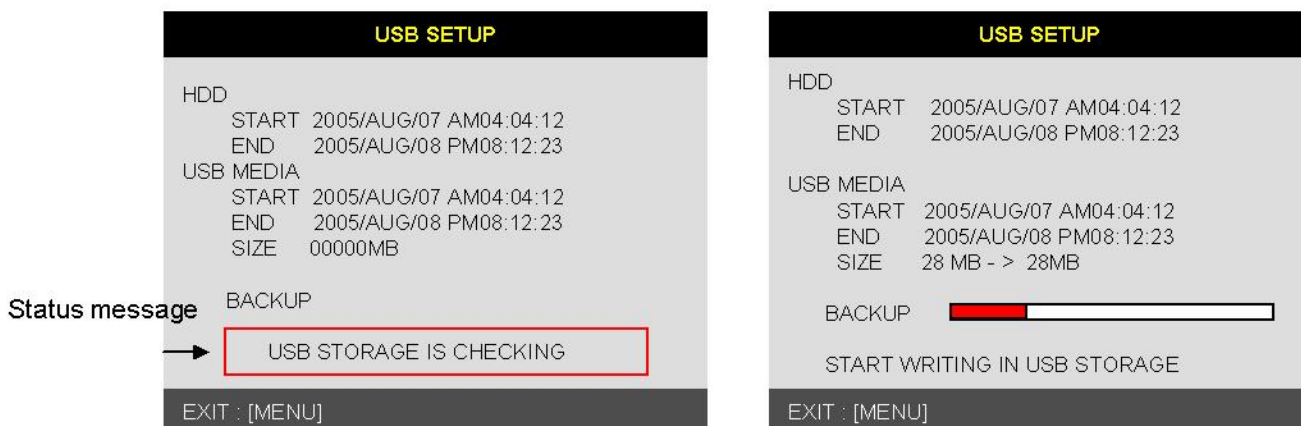 USB SETUP
HDD
START 2005/AUG/07 AM04:04:12
END 2005/AUG/08 PM08:12:23
USB MEDIA
START 2005/AUG/07 AM04:04:12
END 2005/AUG/08 PM08:12:23
SIZE 00000MB
BACKUP
Status message
USB STORAGE IS CHECKING
EXIT : [MENU]
USB SETUP
HDD
START 2005/AUG/07 AM04:04:12
END 2005/AUG/08 PM08:12:23
USB MEDIA
START 2005/AUG/07 AM04:04:12
END 2005/AUG/08 PM08:12:23
SIZE 28 MB - > 28MB
BACKUP
START WRITING IN USB STORAGE
EXIT : [MENU]